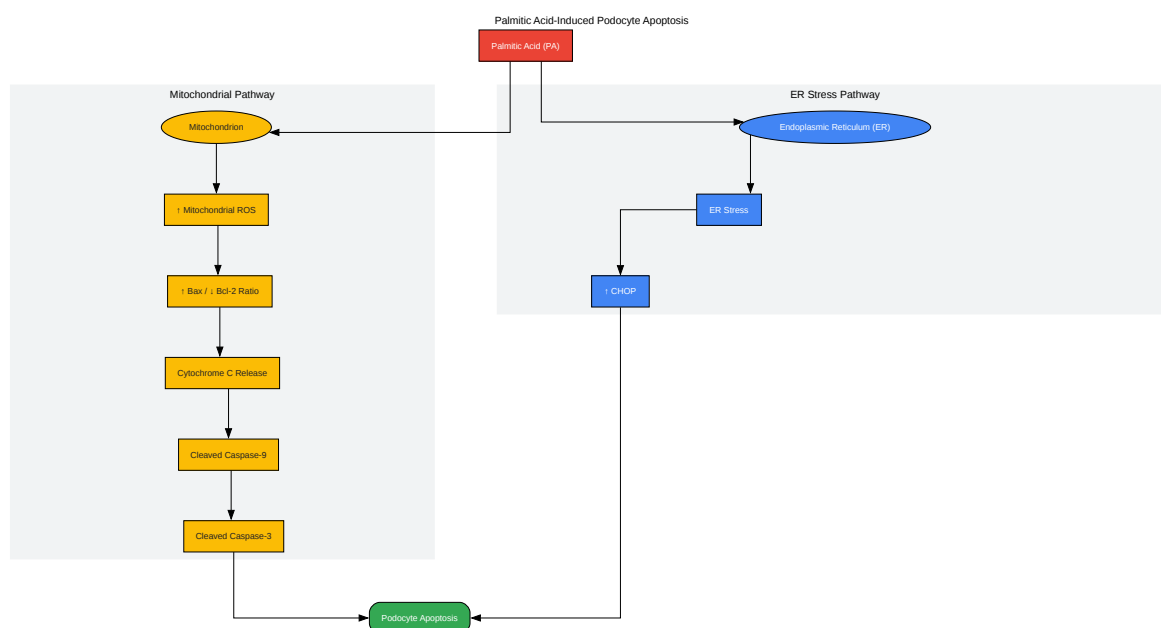 Palmitic Acid-Induced Podocyte Apoptosis
Palmitic Acid (PA)
Mitochondrial Pathway
Mitochondrion
↑ Mitochondrial ROS
↑ Bax / ↓ Bcl-2 Ratio
Cytochrome C Release
Cleaved Caspase-9
Cleaved Caspase-3
ER Stress Pathway
Endoplasmic Reticulum (ER)
ER Stress
↑ CHOP
Podocyte Apoptosis